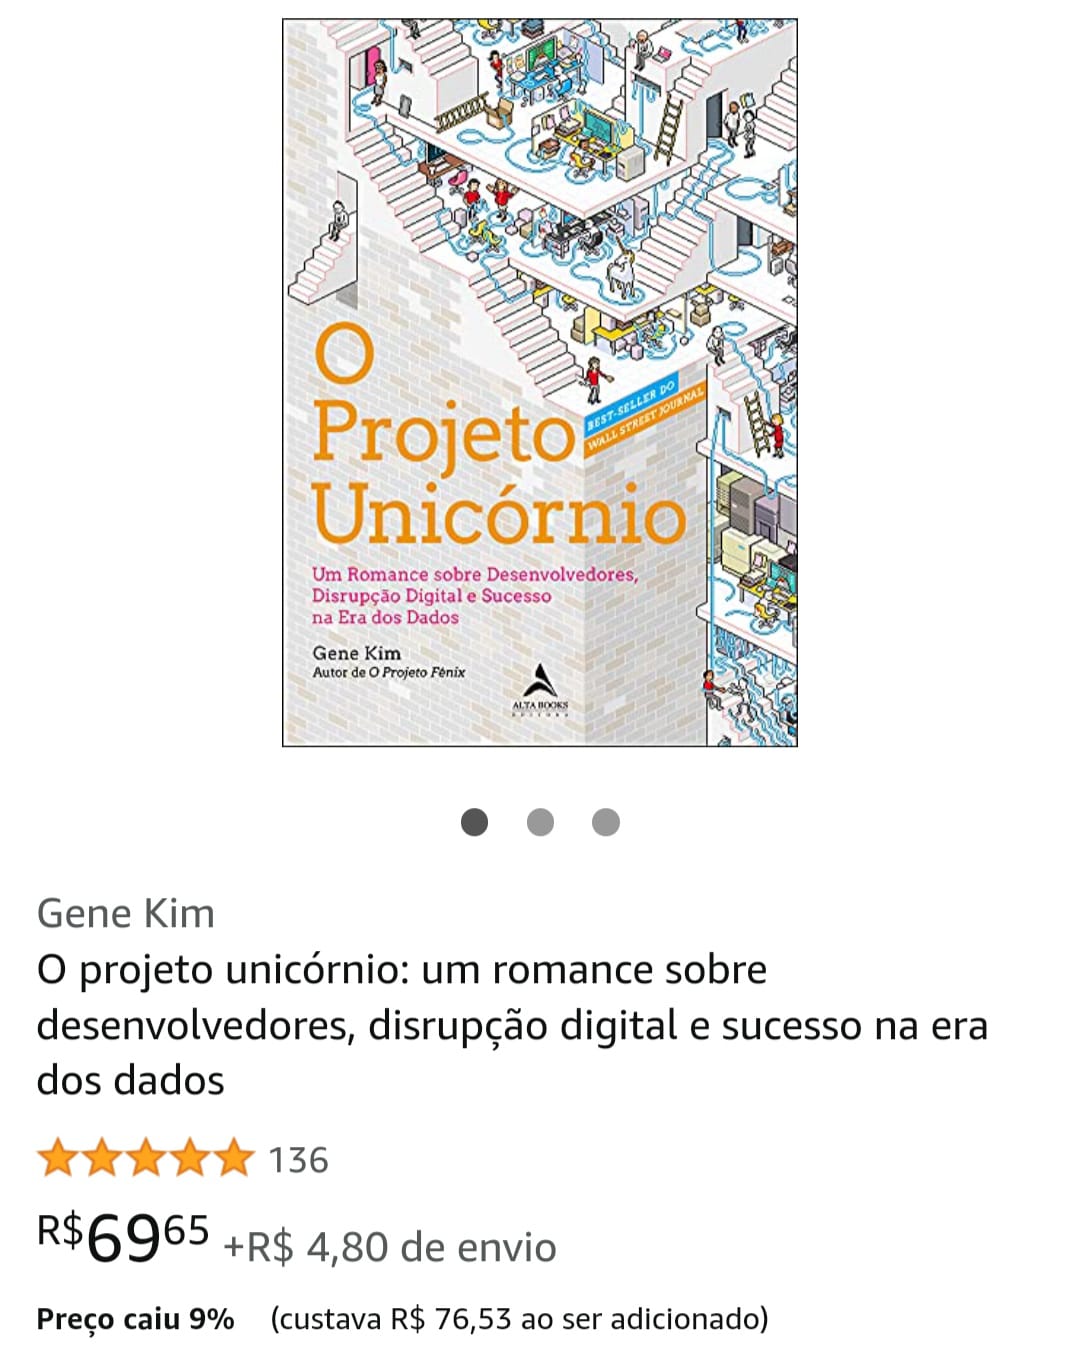 BEST-SELLER DO
WALL STREET JOURNAL
O
Projeto
Unicórnio
Um Romance sobre Desenvolvedores,
Disrupção Digital e Sucesso
na Era dos Dados
Gene Kim
Autor de O Projeto Fênix
ALTA BOOKS
EDITORA
Gene Kim
O projeto unicórnio: um romance sobre
desenvolvedores, disrupção digital e sucesso na era
dos dados
136
R$6965 +R$ 4,80 de envio
Preço caiu 9% (custava R$ 76,53 ao ser adicionado)